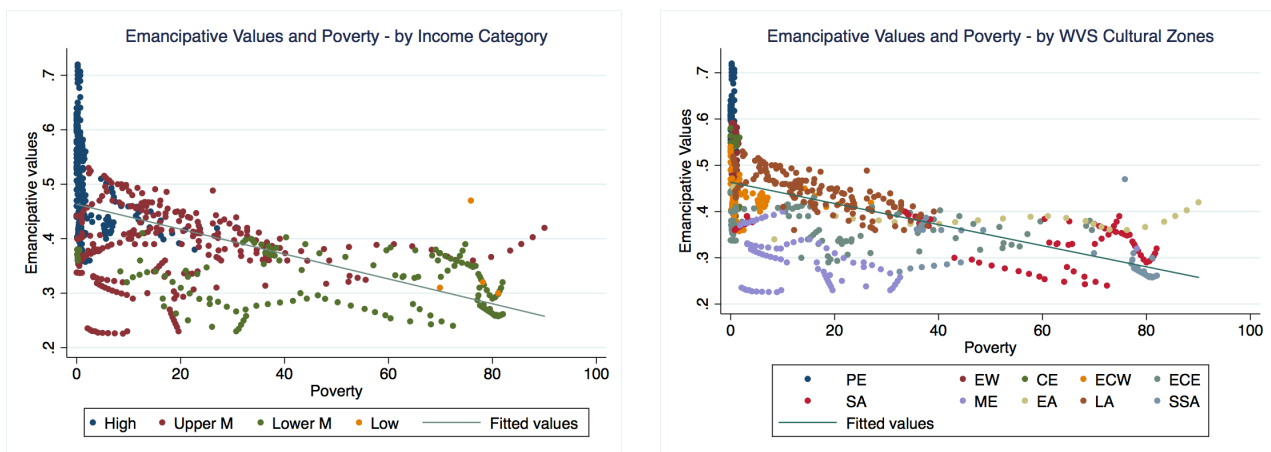 Emancipative Values and Poverty - by Income Category
Emancipative values
.7
.6
.5
.4
.3
.2
0 20 40 60 80 100
Poverty
High Upper M Lower M Low Fitted values
Emancipative Values and Poverty - by WVS Cultural Zones
Emancipative Values
.7
.6
.5
.4
.3
.2
0 20 40 60 80 100
Poverty
PE EW CE ECW ECE
SA ME EA LA SSA
Fitted values